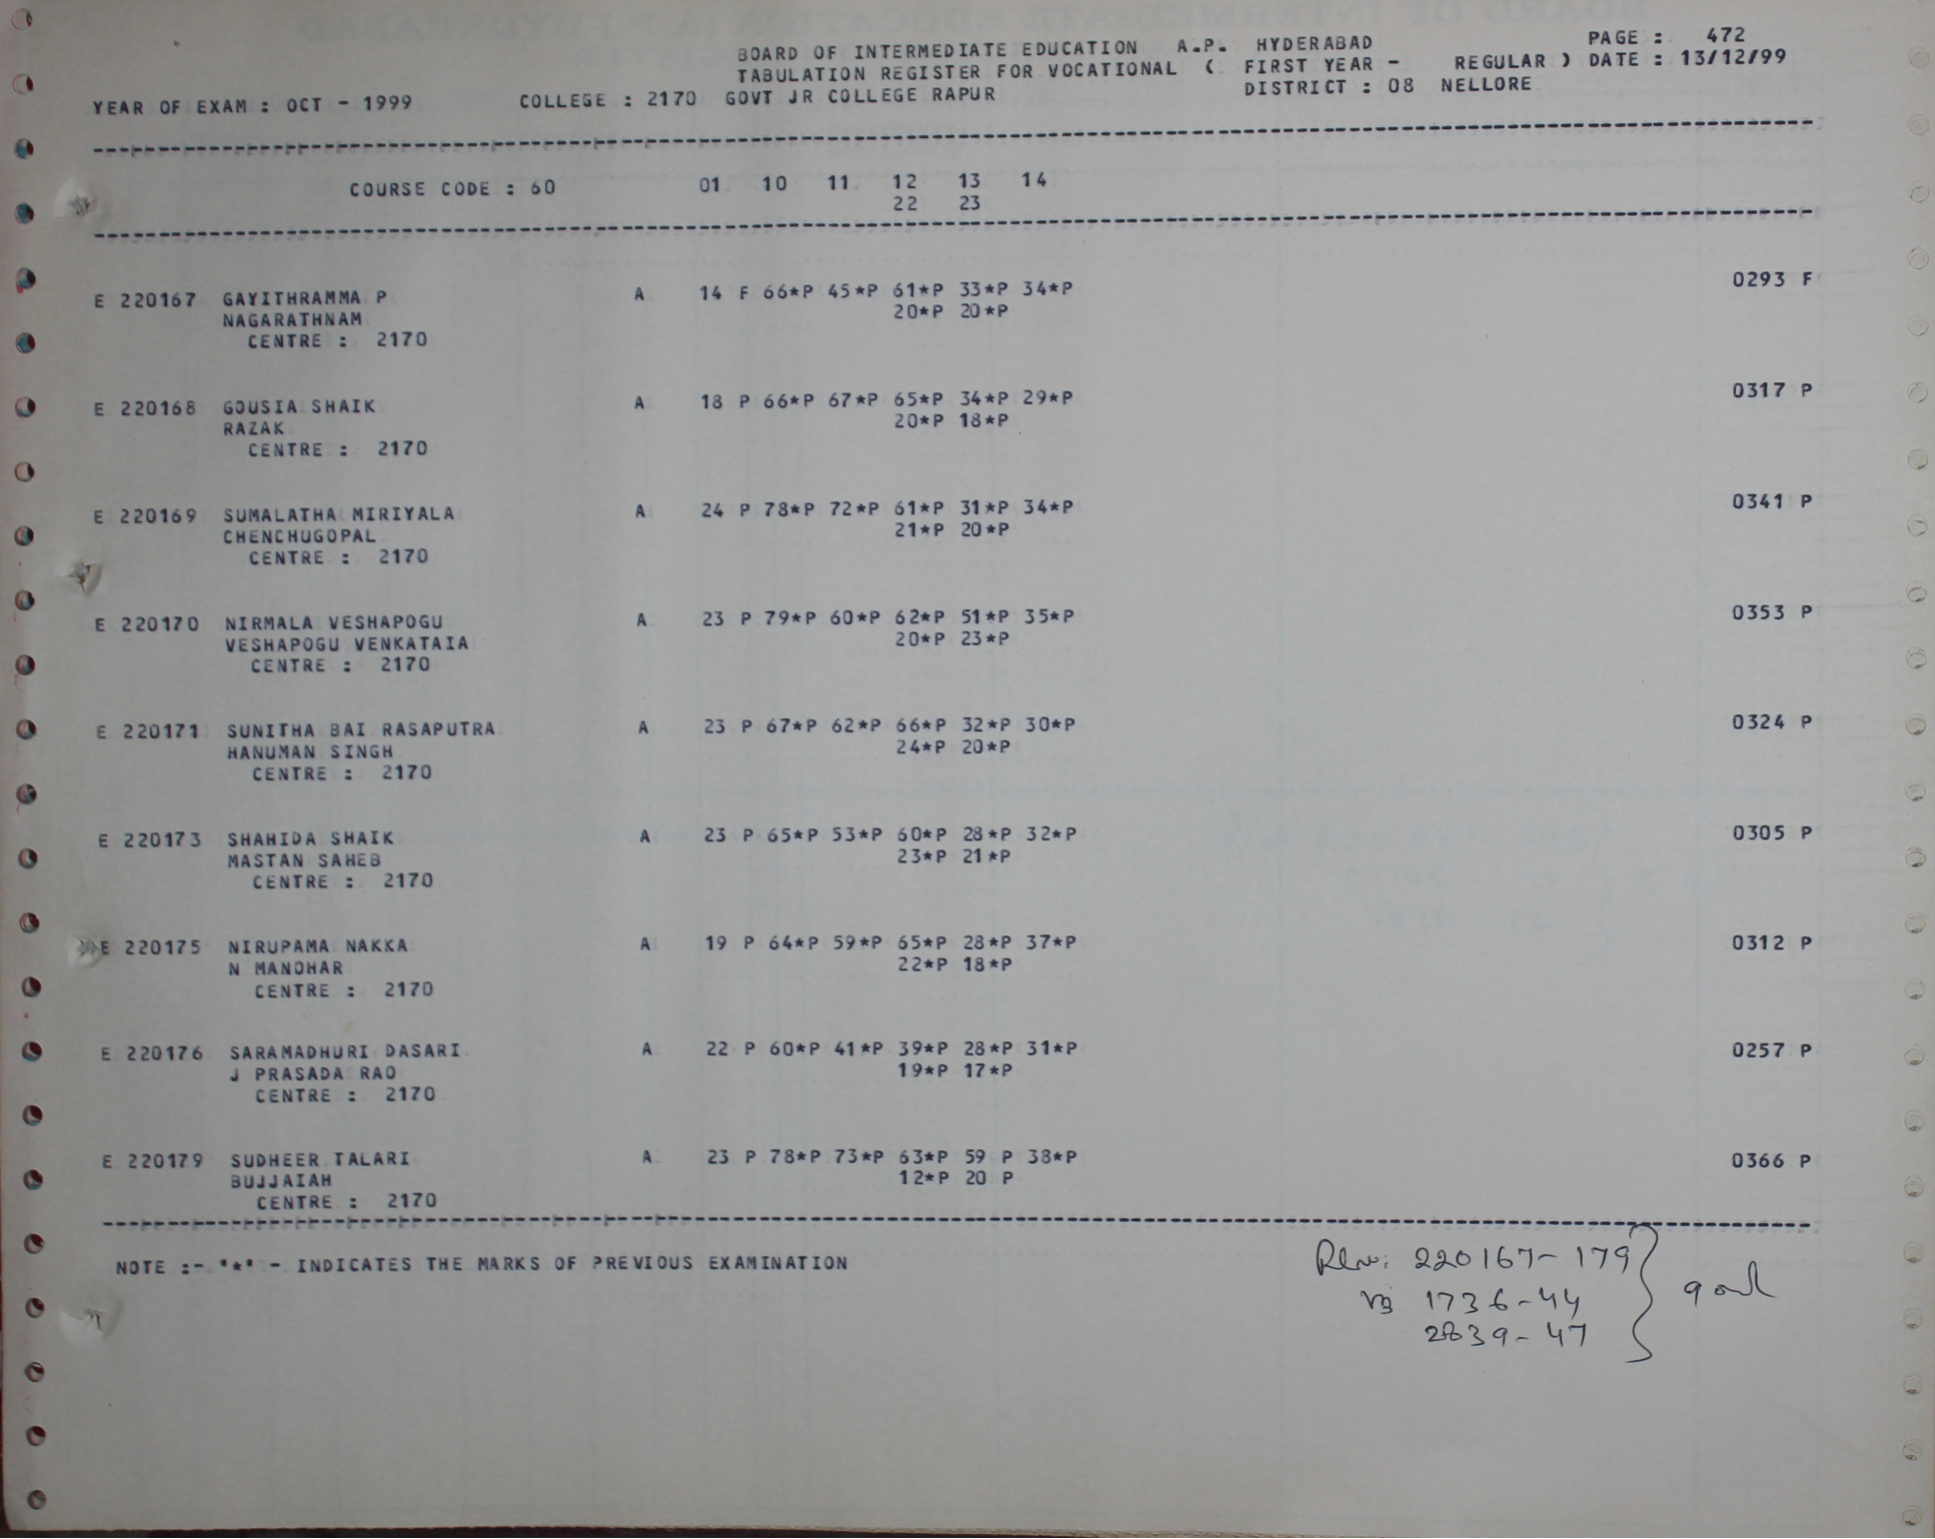 BOARD OF INTERMEDIATE EDUCATION A.P. HYDERABAD PAGE : 472
TABULATION REGISTER FOR VOCATIONAL ( FIRST YEAR - REGULAR ) DATE : 13/12/99
YEAR OF EXAM : OCT - 1999 COLLEGE : 2170 GOVT JR COLLEGE RAPUR DISTRICT : 08 NELLORE
COURSE CODE : 60 01 10 11 12 13 14
22 23
E 220167 GAYITHRAMMA P A 14 F 66*P 45*P 61*P 33*P 34*P 0293 F
NAGARATHNAM 20*P 20*P
CENTRE : 2170
E 220168 GOUSIA SHAIK A 18 P 66*P 67*P 65*P 34*P 29*P 0317 P
RAZAK 20*P 18*P
CENTRE : 2170
E 220169 SUMALATHA MIRIYALA A 24 P 78*P 72*P 61*P 31*P 34*P 0341 P
CHENCHUGOPAL 21*P 20*P
CENTRE : 2170
E 220170 NIRMALA VESHAPOGU A 23 P 79*P 60*P 62*P 51*P 35*P 0353 P
VESHAPOGU VENKATAIA 20*P 23*P
CENTRE : 2170
E 220171 SUNITHA BAI RASAPUTRA A 23 P 67*P 62*P 66*P 32*P 30*P 0324 P
HANUMAN SINGH 24*P 20*P
CENTRE : 2170
E 220173 SHAHIDA SHAIK A 23 P 65*P 53*P 60*P 28*P 32*P 0305 P
MASTAN SAHEB 23*P 21*P
CENTRE : 2170
E 220175 NIRUPAMA NAKKA A 19 P 64*P 59*P 65*P 28*P 37*P 0312 P
N MANOHAR 22*P 18*P
CENTRE : 2170
E 220176 SARAMADHURI DASARI A 22 P 60*P 41*P 39*P 28*P 31*P 0257 P
J PRASADA RAO 19*P 17*P
CENTRE : 2170
E 220179 SUDHEER TALARI A 23 P 78*P 73*P 63*P 59 P 38*P 0366 P
BUJJAIAH 12*P 20 P
CENTRE : 2170
NOTE :- '*' - INDICATES THE MARKS OF PREVIOUS EXAMINATION
220167-179
1736-44
2839-47